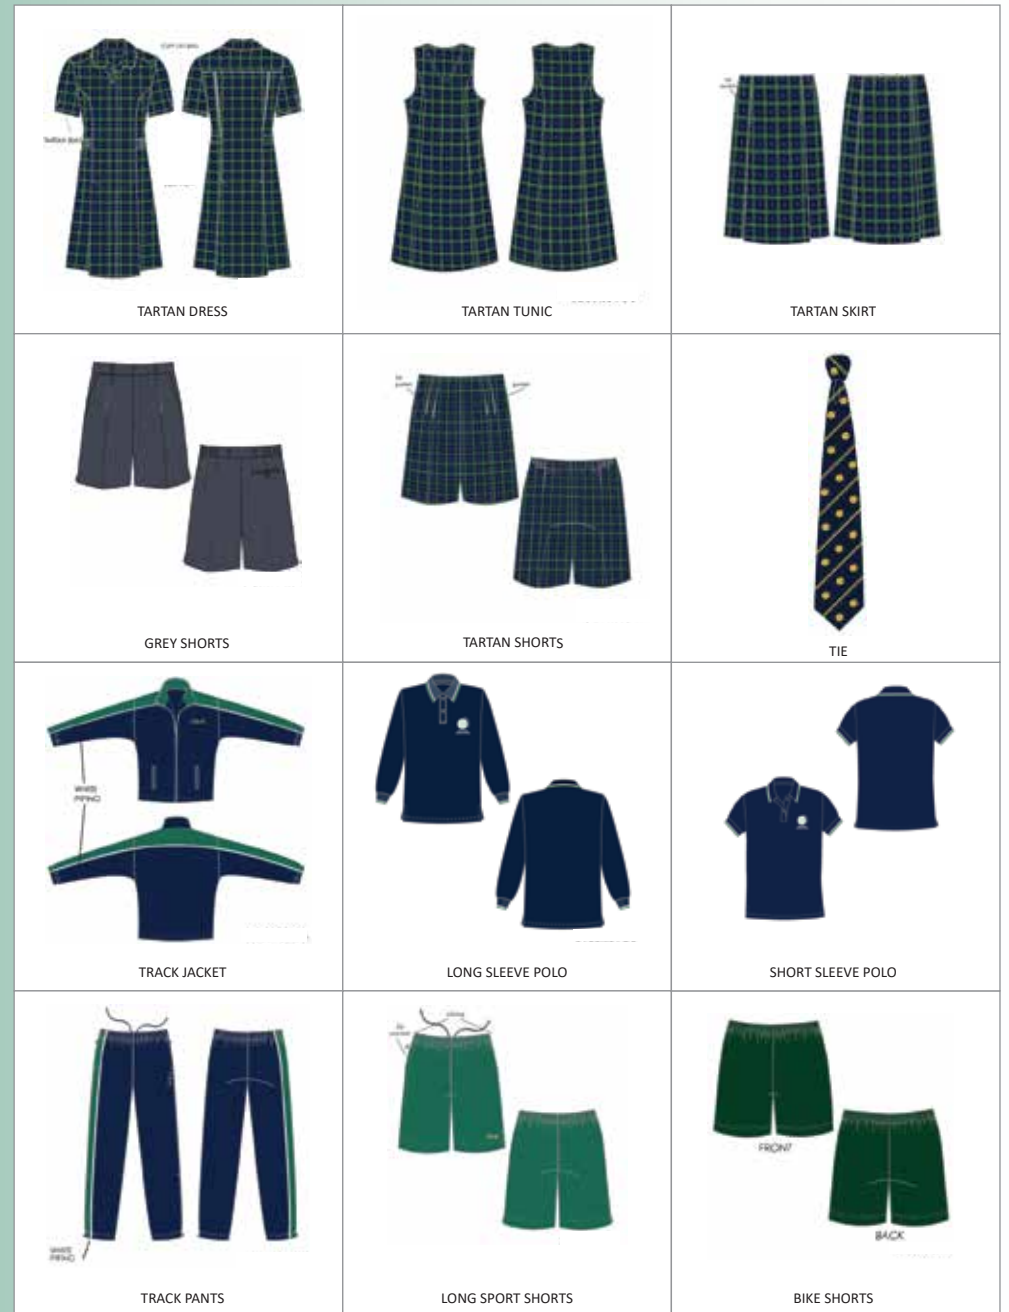 TARTAN DRESS
TARTAN TUNIC
TARTAN SKIRT
GREY SHORTS
TARTAN SHORTS
TIE
WHITE
PIPING
TRACK JACKET
LONG SLEEVE POLO
SHORT SLEEVE POLO
WHITE
PIPING
TRACK PANTS
LONG SPORT SHORTS
FRONT
BACK
BIKE SHORTS